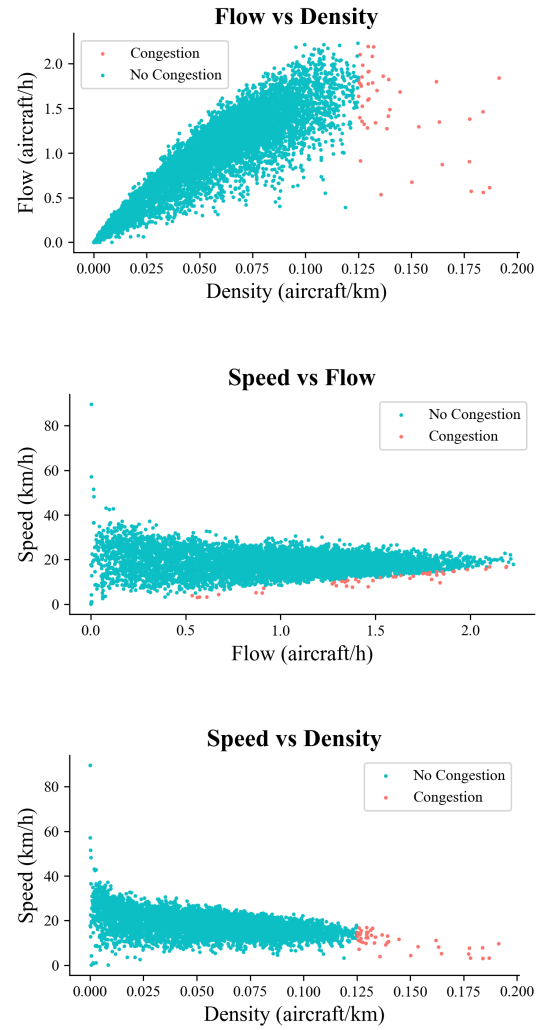 Flow vs Density
Congestion
No Congestion
Flow (aircraft/h)
2.0
1.5
1.0
0.5
0.0
0.000 0.025 0.050 0.075 0.100 0.125 0.150 0.175 0.200
Density (aircraft/km)
Speed vs Flow
No Congestion
Congestion
Speed (km/h)
80
60
40
20
0
0.0 0.5 1.0 1.5 2.0
Flow (aircraft/h)
Speed vs Density
No Congestion
Congestion
Speed (km/h)
80
60
40
20
0
0.000 0.025 0.050 0.075 0.100 0.125 0.150 0.175 0.200
Density (aircraft/km)